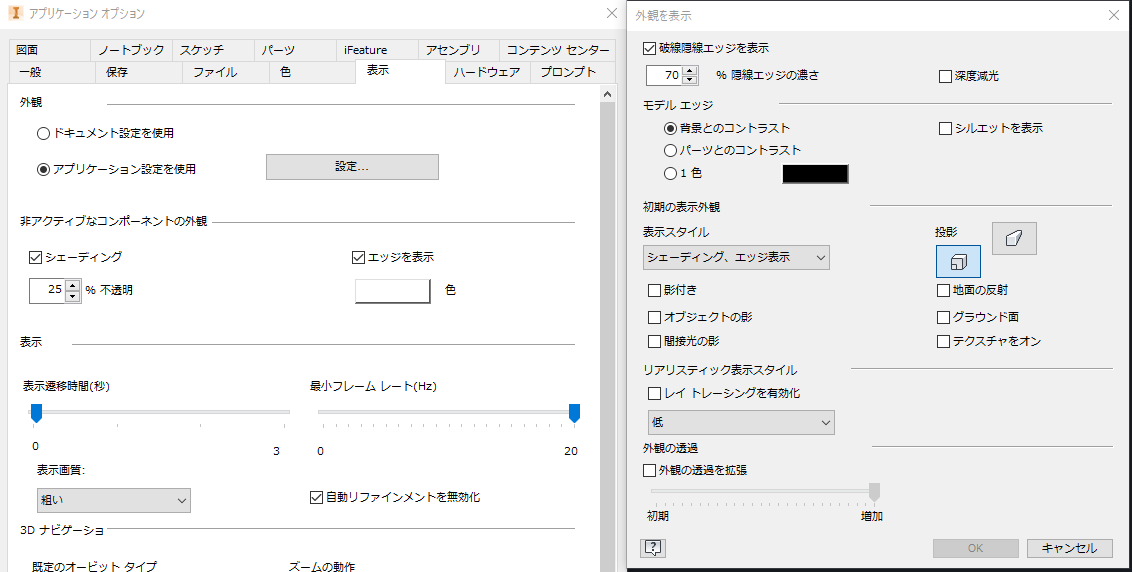 アプリケーション オプション
図面
ノートブック
スケッチ
パーツ
iFeature
アセンブリ
コンテンツ センター
一般
保存
ファイル
色
表示
ハードウェア
プロンプト
外観
ドキュメント設定を使用
アプリケーション設定を使用
設定...
非アクティブなコンポーネントの外観
シェーディング
エッジを表示
25
% 不透明
色
表示
表示遷移時間(秒)
最小フレーム レート(Hz)
0
3
0
20
表示画質:
粗い
自動リファインメントを無効化
3D ナビゲーショ
既定のオービット タイプ
ズームの動作
外観を表示
破線隠線エッジを表示
70
% 隠線エッジの濃さ
深度減光
モデル エッジ
背景とのコントラスト
シルエットを表示
パーツとのコントラスト
1 色
初期の表示外観
表示スタイル
投影
シェーディング、エッジ表示
影付き
地面の反射
オブジェクトの影
グラウンド面
間接光の影
テクスチャをオン
リアリスティック表示スタイル
レイ トレーシングを有効化
低
外観の透過
外観の透過を拡張
初期
増加
?
OK
キャンセル